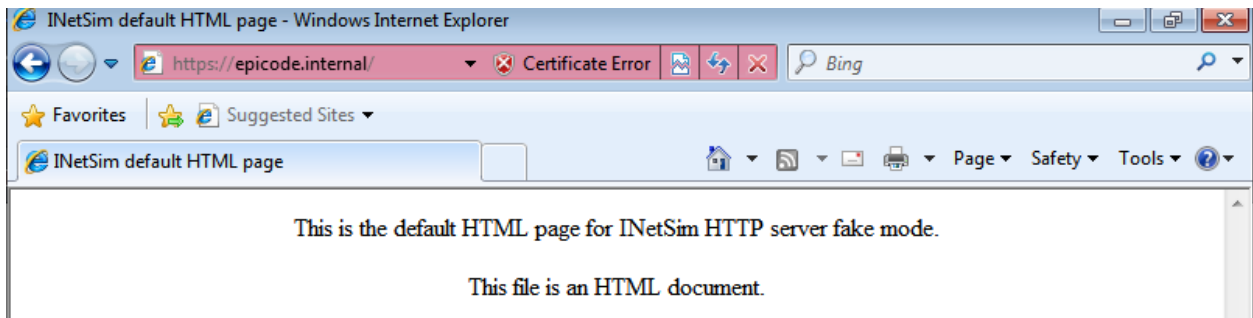 INetSim default HTML page - Windows Internet Explorer
https://epicode.internal/ Certificate Error Bing
Favorites Suggested Sites
INetSim default HTML page Page Safety Tools
This is the default HTML page for INetSim HTTP server fake mode.
This file is an HTML document.